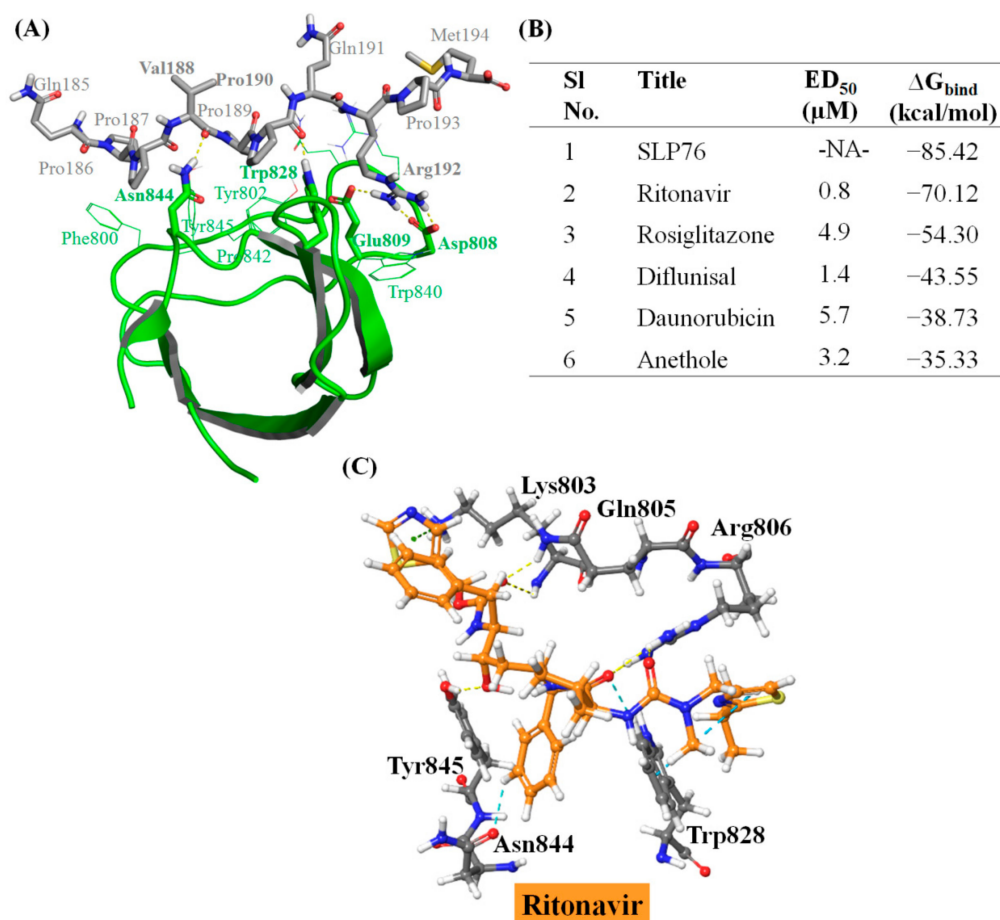 (A)
Gln191
Met194
Val188
Gln185
Pro190
Pro187
Pro189
Pro193
Pro186
Trp828
Arg192
Asn844
Tyr802
Phe800
Tyr845
Glu809
Asp808
Pro842
Trp840
(B)
Sl No. Title ED50 (μM) ΔGbind (kcal/mol)
1 SLP76 -NA- −85.42
2 Ritonavir 0.8 −70.12
3 Rosiglitazone 4.9 −54.30
4 Diflunisal 1.4 −43.55
5 Daunorubicin 5.7 −38.73
6 Anethole 3.2 −35.33
(C)
Lys803
Gln805
Arg806
Tyr845
Asn844
Trp828
Ritonavir